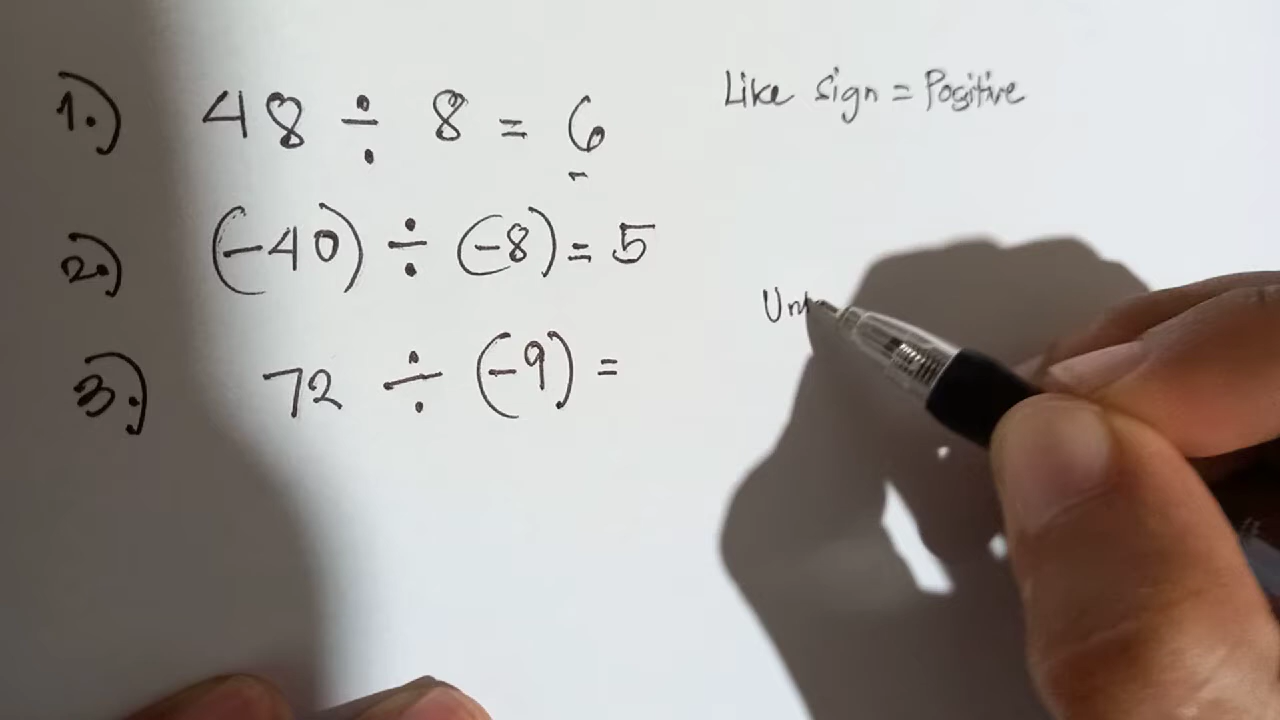 1.) 48 ÷ 8 = 6
Like sign = Positive
2.) (-40) ÷ (-8) = 5
3.) 72 ÷ (-9) =